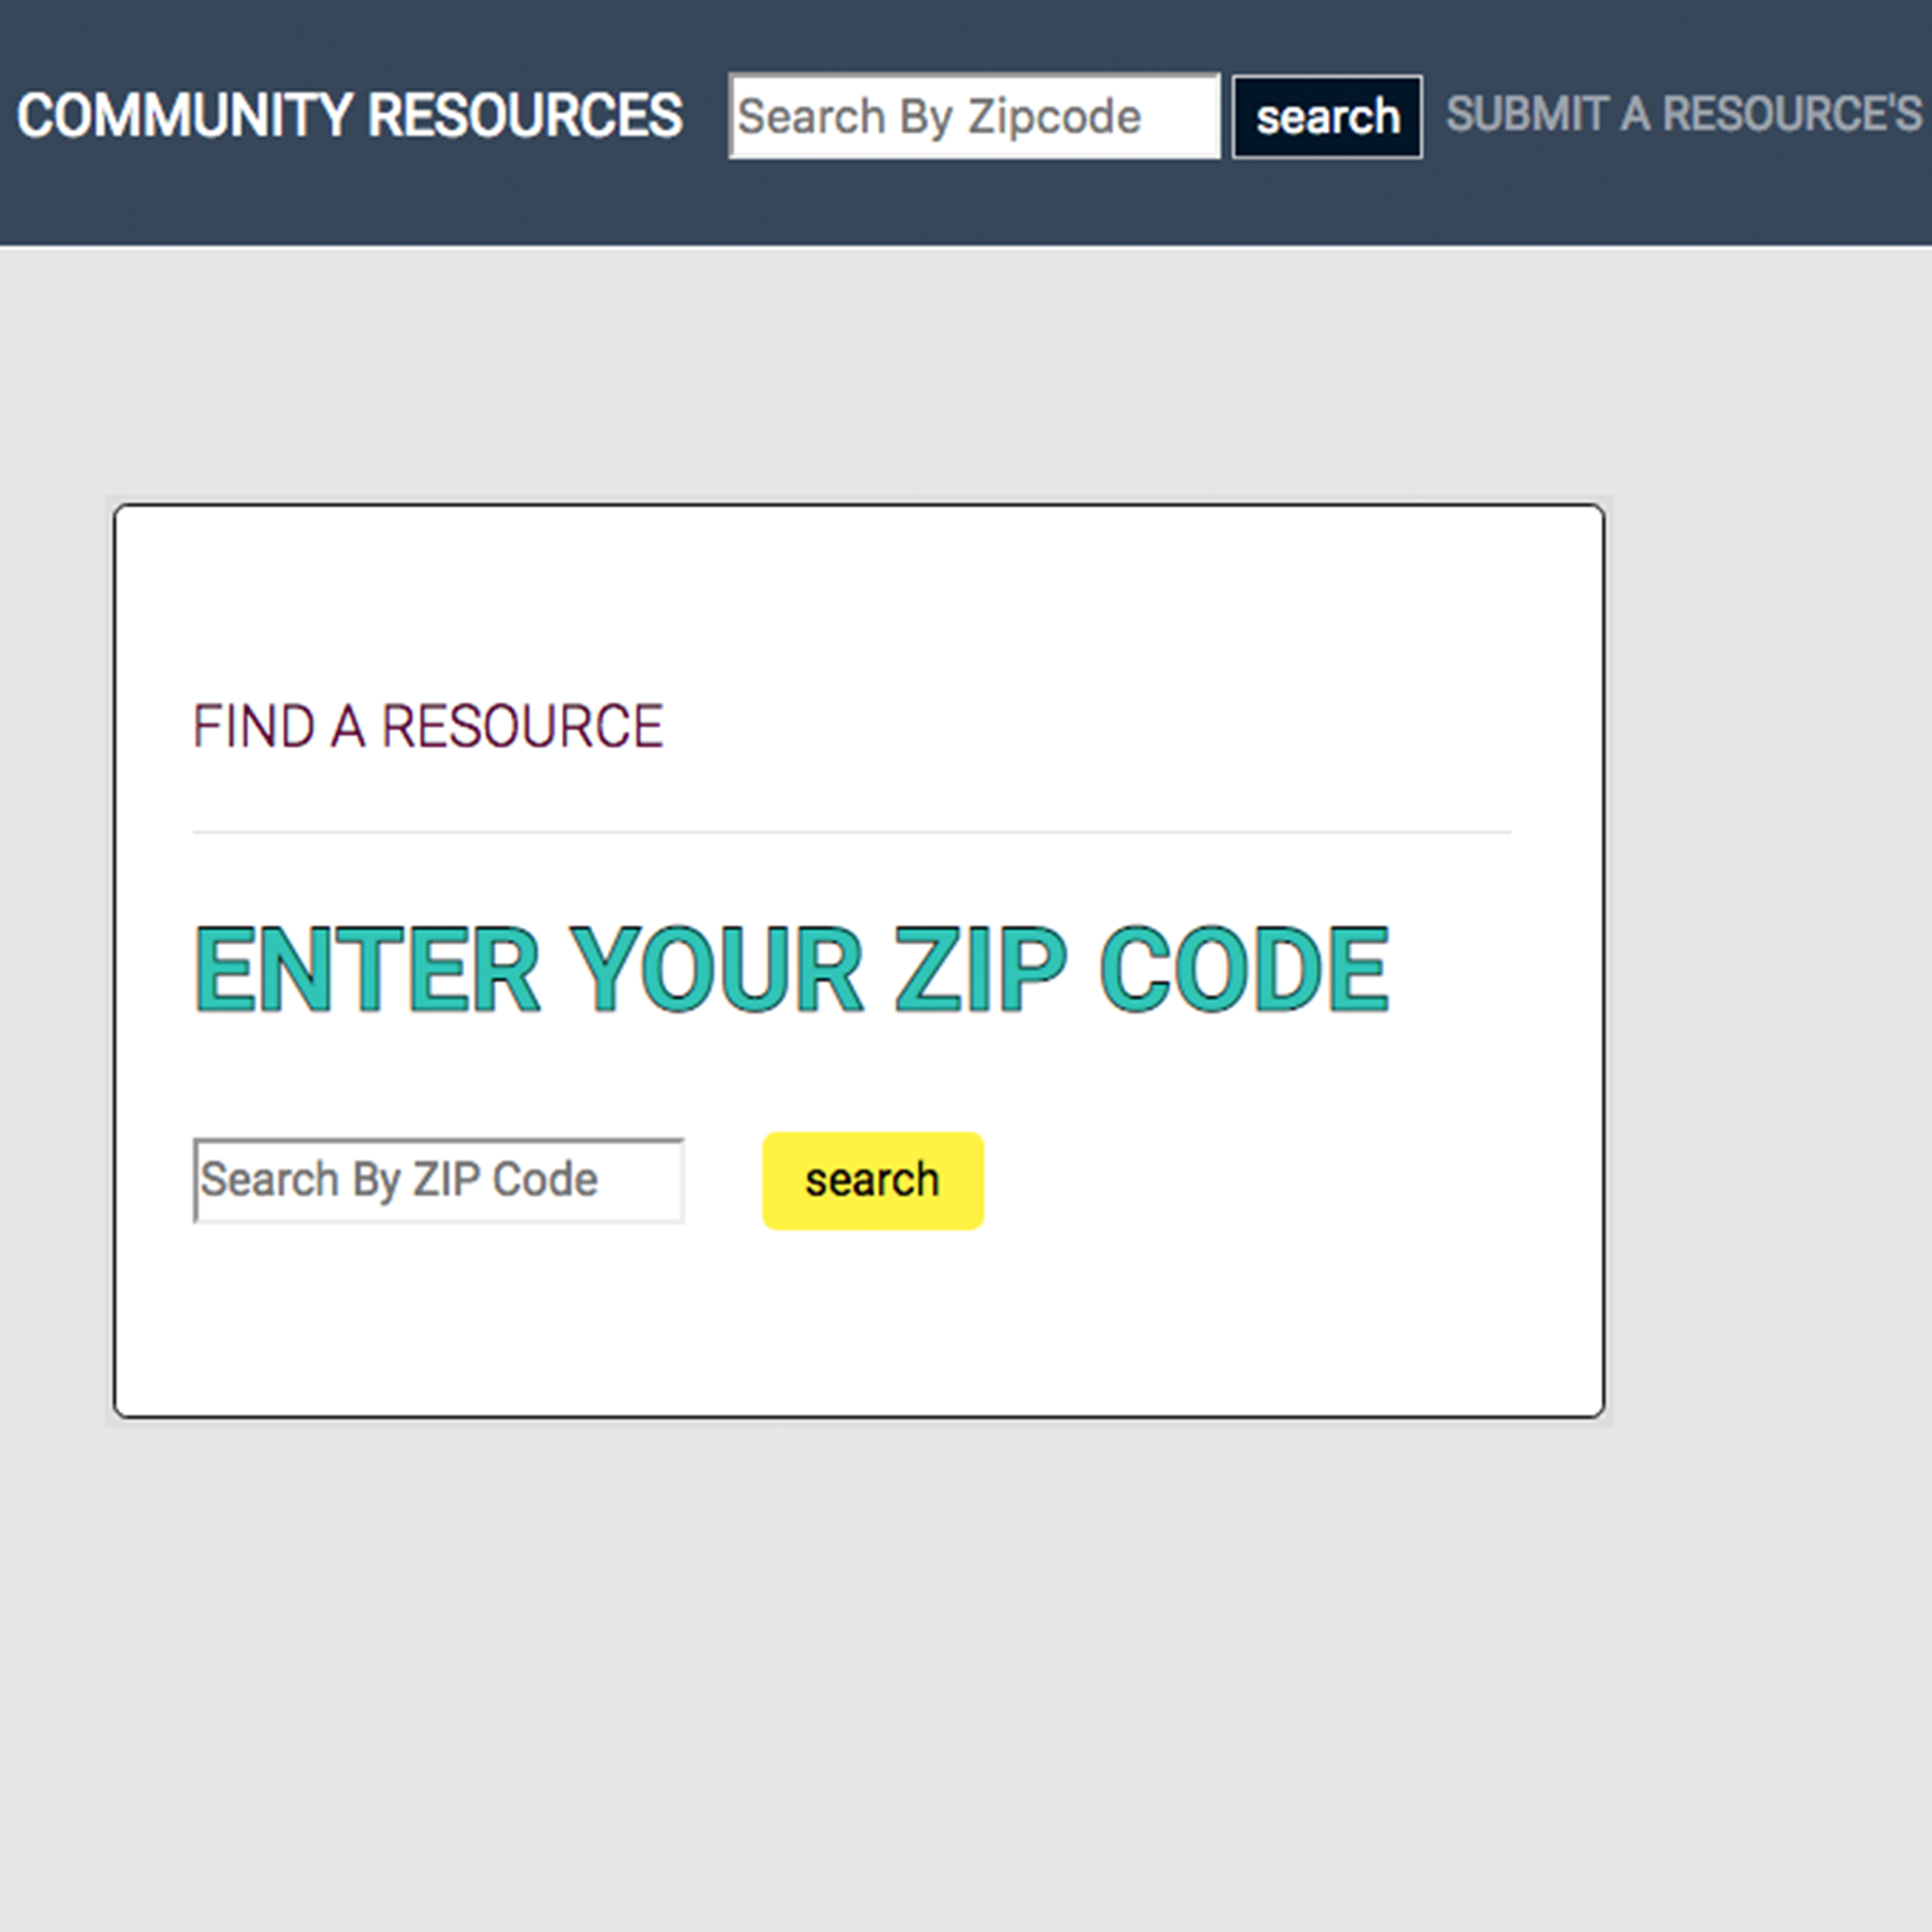 COMMUNITY RESOURCES Search By Zipcode search SUBMIT A RESOURCE'S
FIND A RESOURCE
ENTER YOUR ZIP CODE
Search By ZIP Code search